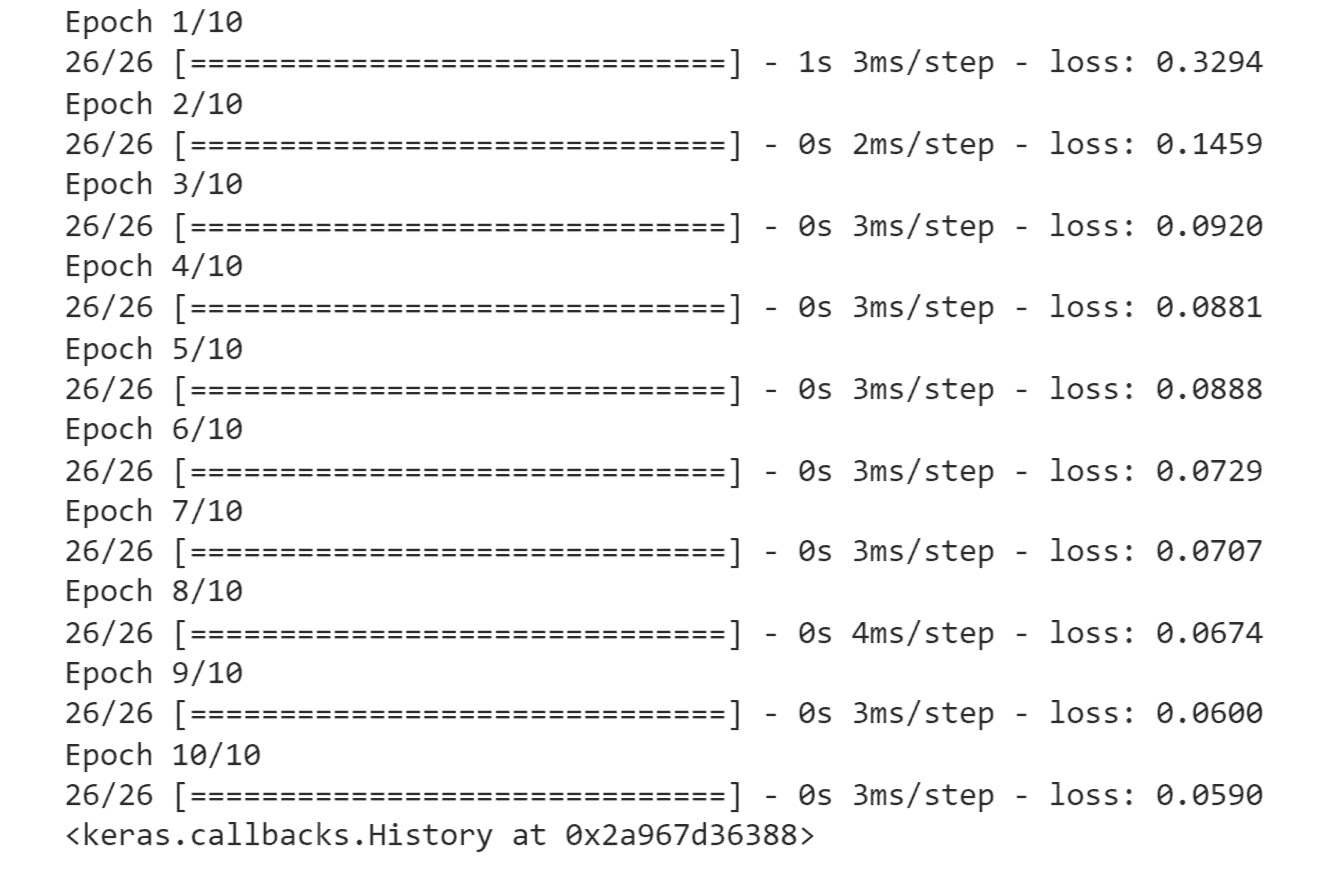 Epoch 1/10
26/26 [==============================] - 1s 3ms/step - loss: 0.3294
Epoch 2/10
26/26 [==============================] - 0s 2ms/step - loss: 0.1459
Epoch 3/10
26/26 [==============================] - 0s 3ms/step - loss: 0.0920
Epoch 4/10
26/26 [==============================] - 0s 3ms/step - loss: 0.0881
Epoch 5/10
26/26 [==============================] - 0s 3ms/step - loss: 0.0888
Epoch 6/10
26/26 [==============================] - 0s 3ms/step - loss: 0.0729
Epoch 7/10
26/26 [==============================] - 0s 3ms/step - loss: 0.0707
Epoch 8/10
26/26 [==============================] - 0s 4ms/step - loss: 0.0674
Epoch 9/10
26/26 [==============================] - 0s 3ms/step - loss: 0.0600
Epoch 10/10
26/26 [==============================] - 0s 3ms/step - loss: 0.0590
<keras.callbacks.History at 0x2a967d36388>